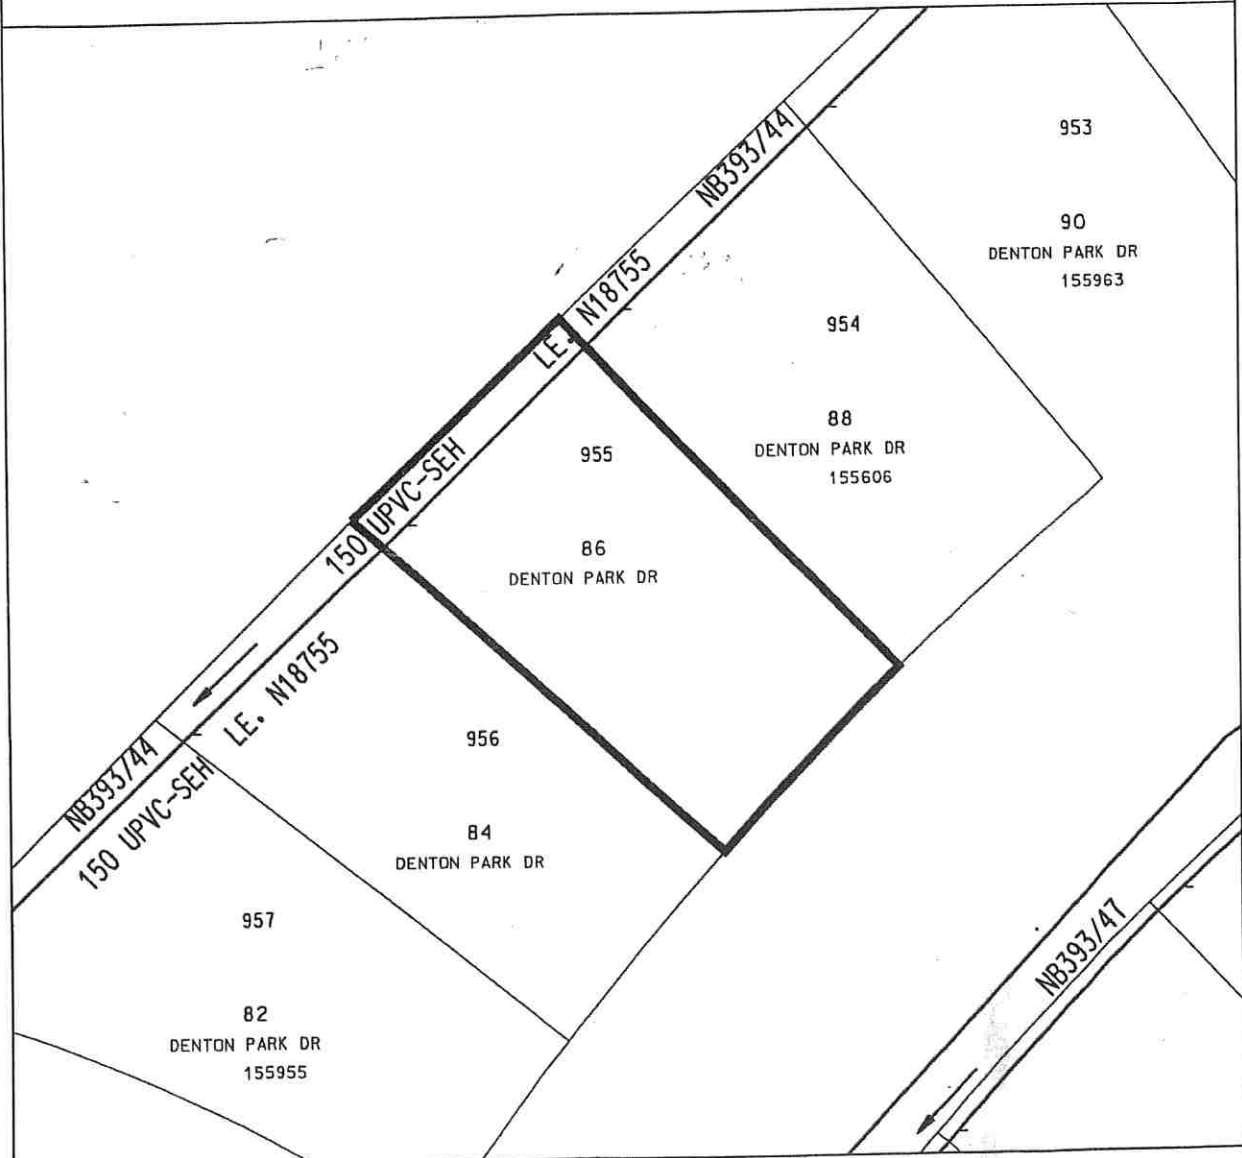 953
NB393/44
90
DENTON PARK DR
155963
LE. N18755
954
88
DENTON PARK DR
155606
955
150 UPVC-SEH
86
DENTON PARK DR
LE. N18755
956
NB393/44
150 UPVC-SEH
84
DENTON PARK DR
957
NB393/47
82
DENTON PARK DR
155955